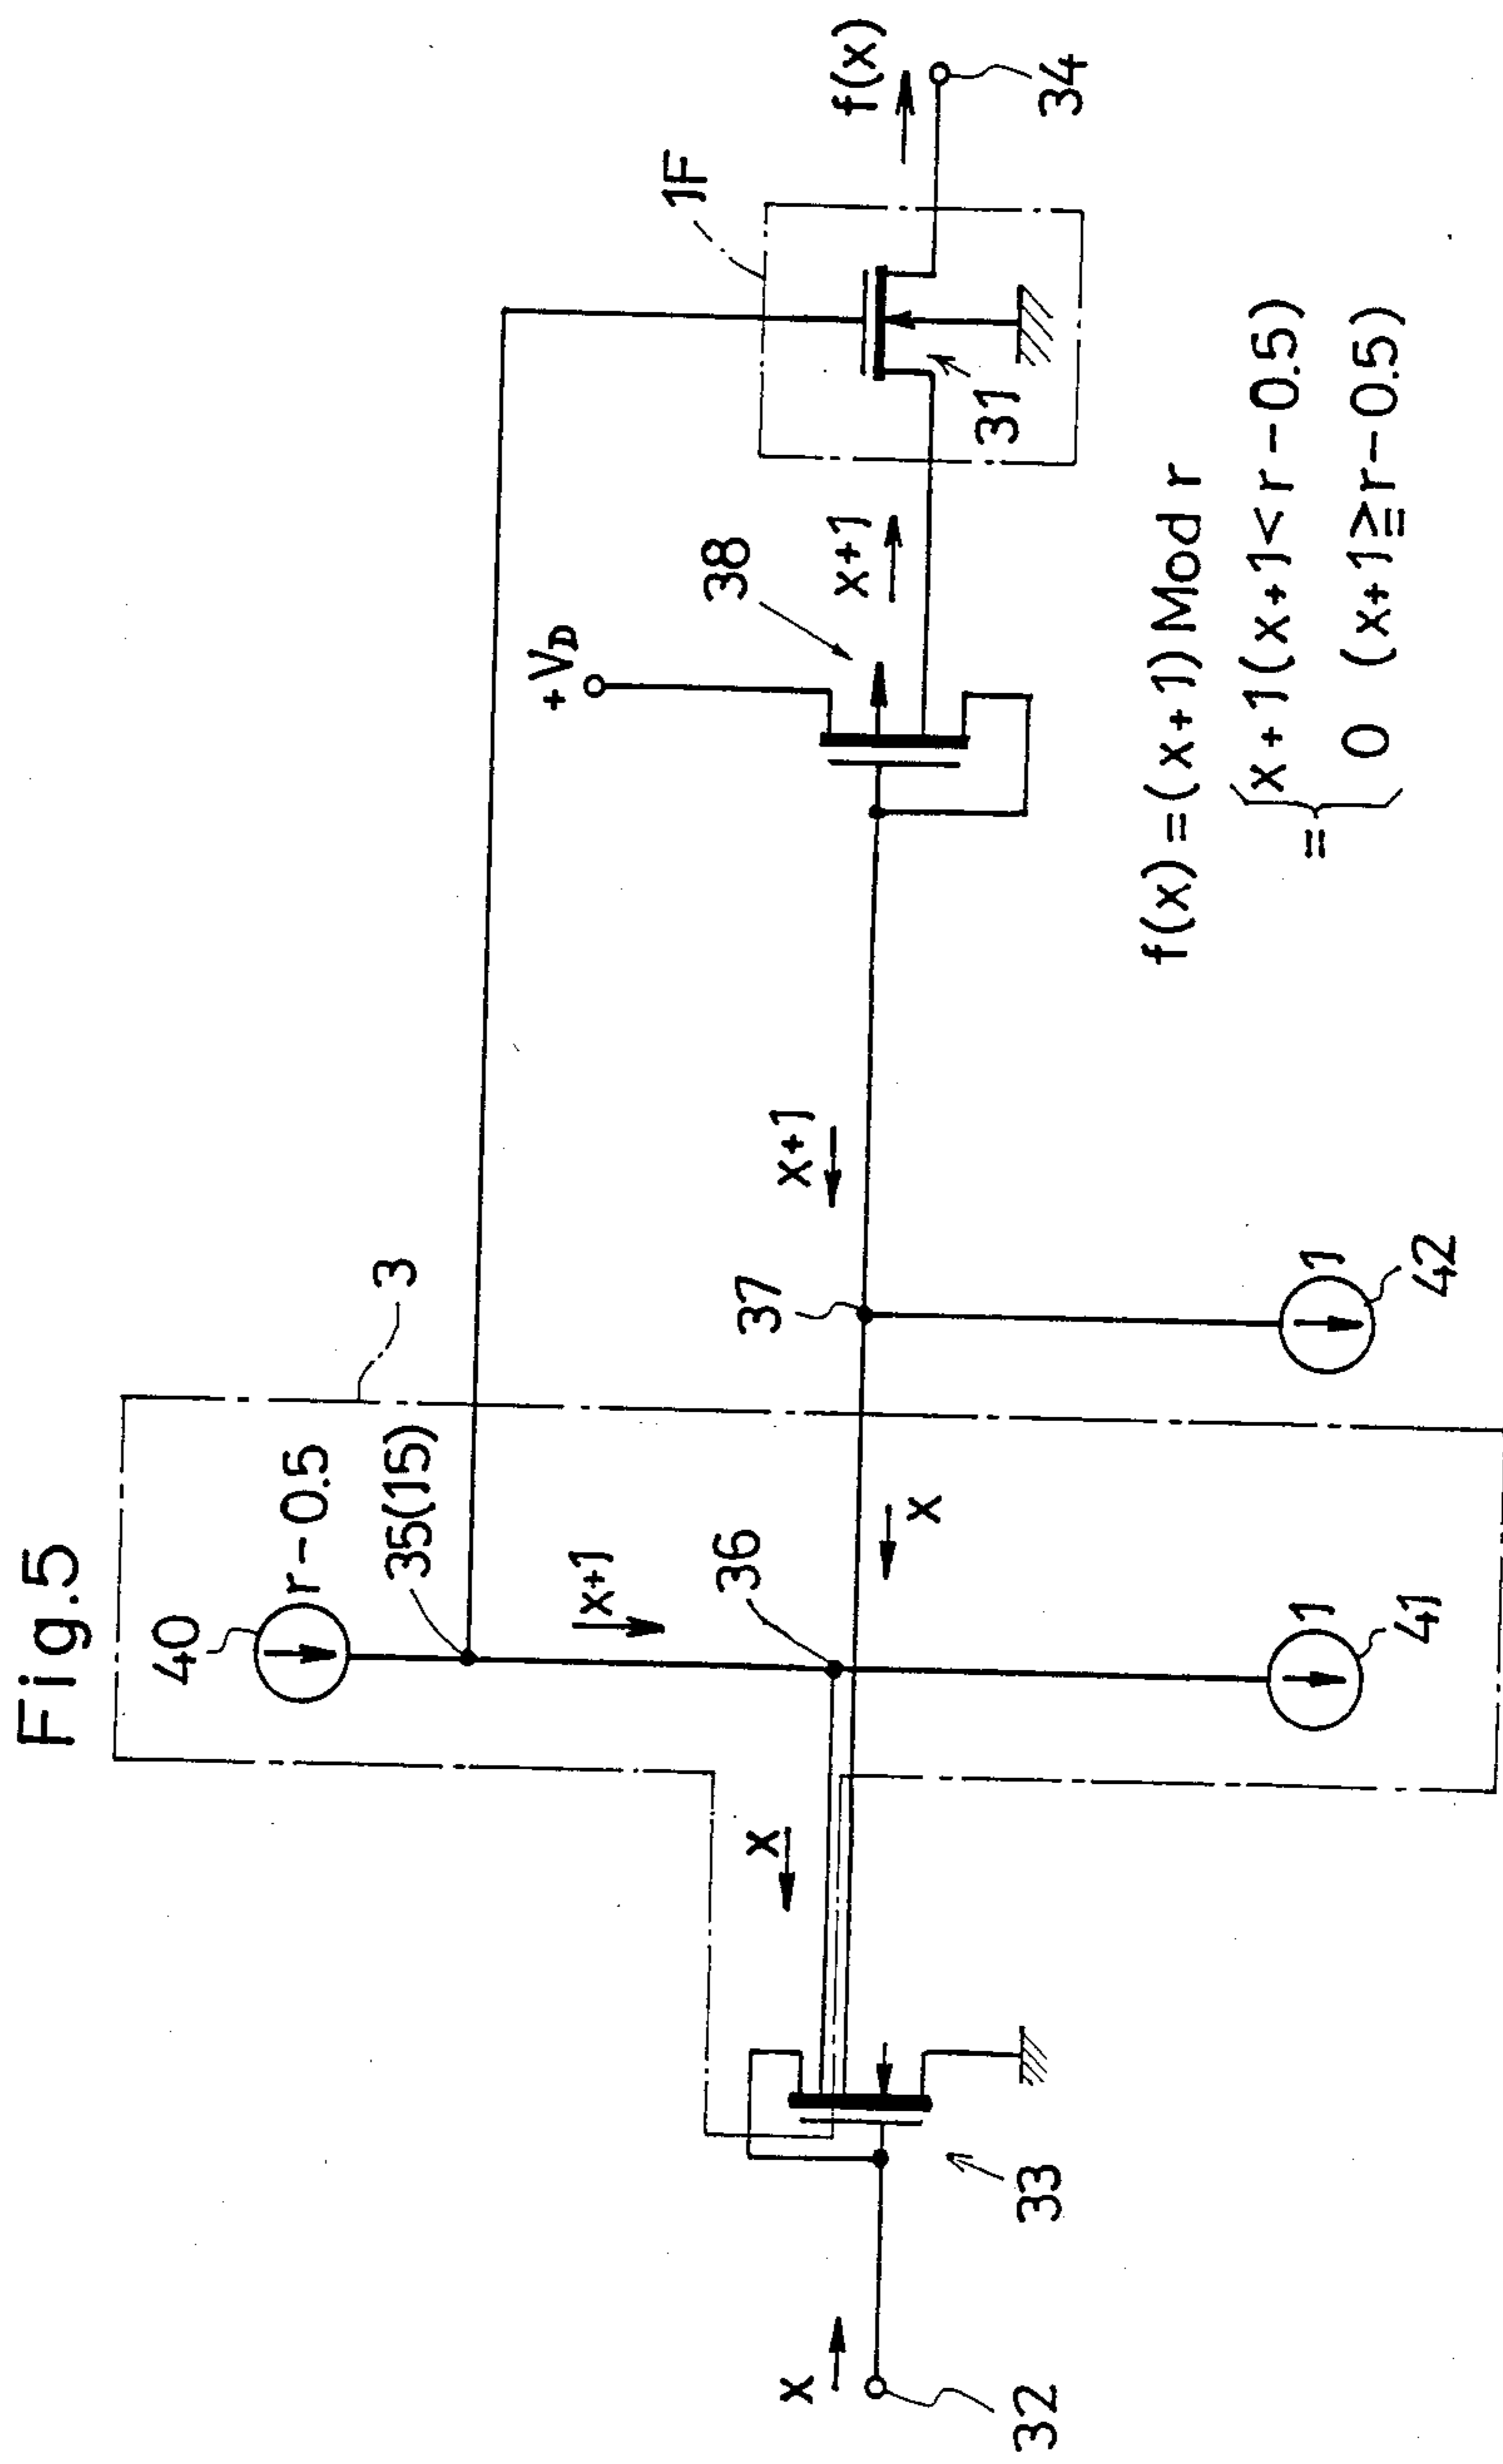 Fig.5
40
r-0.5
3
35(15)
x+1
36
37
x
x
x+1
+VD
38
x+1
1F
f(x)
34
31
x
32
33
1
41
1
42
f(x)=(x+1)Mod r
= { x+1(x+1<r-0.5)
0 (x+1≧r-0.5)